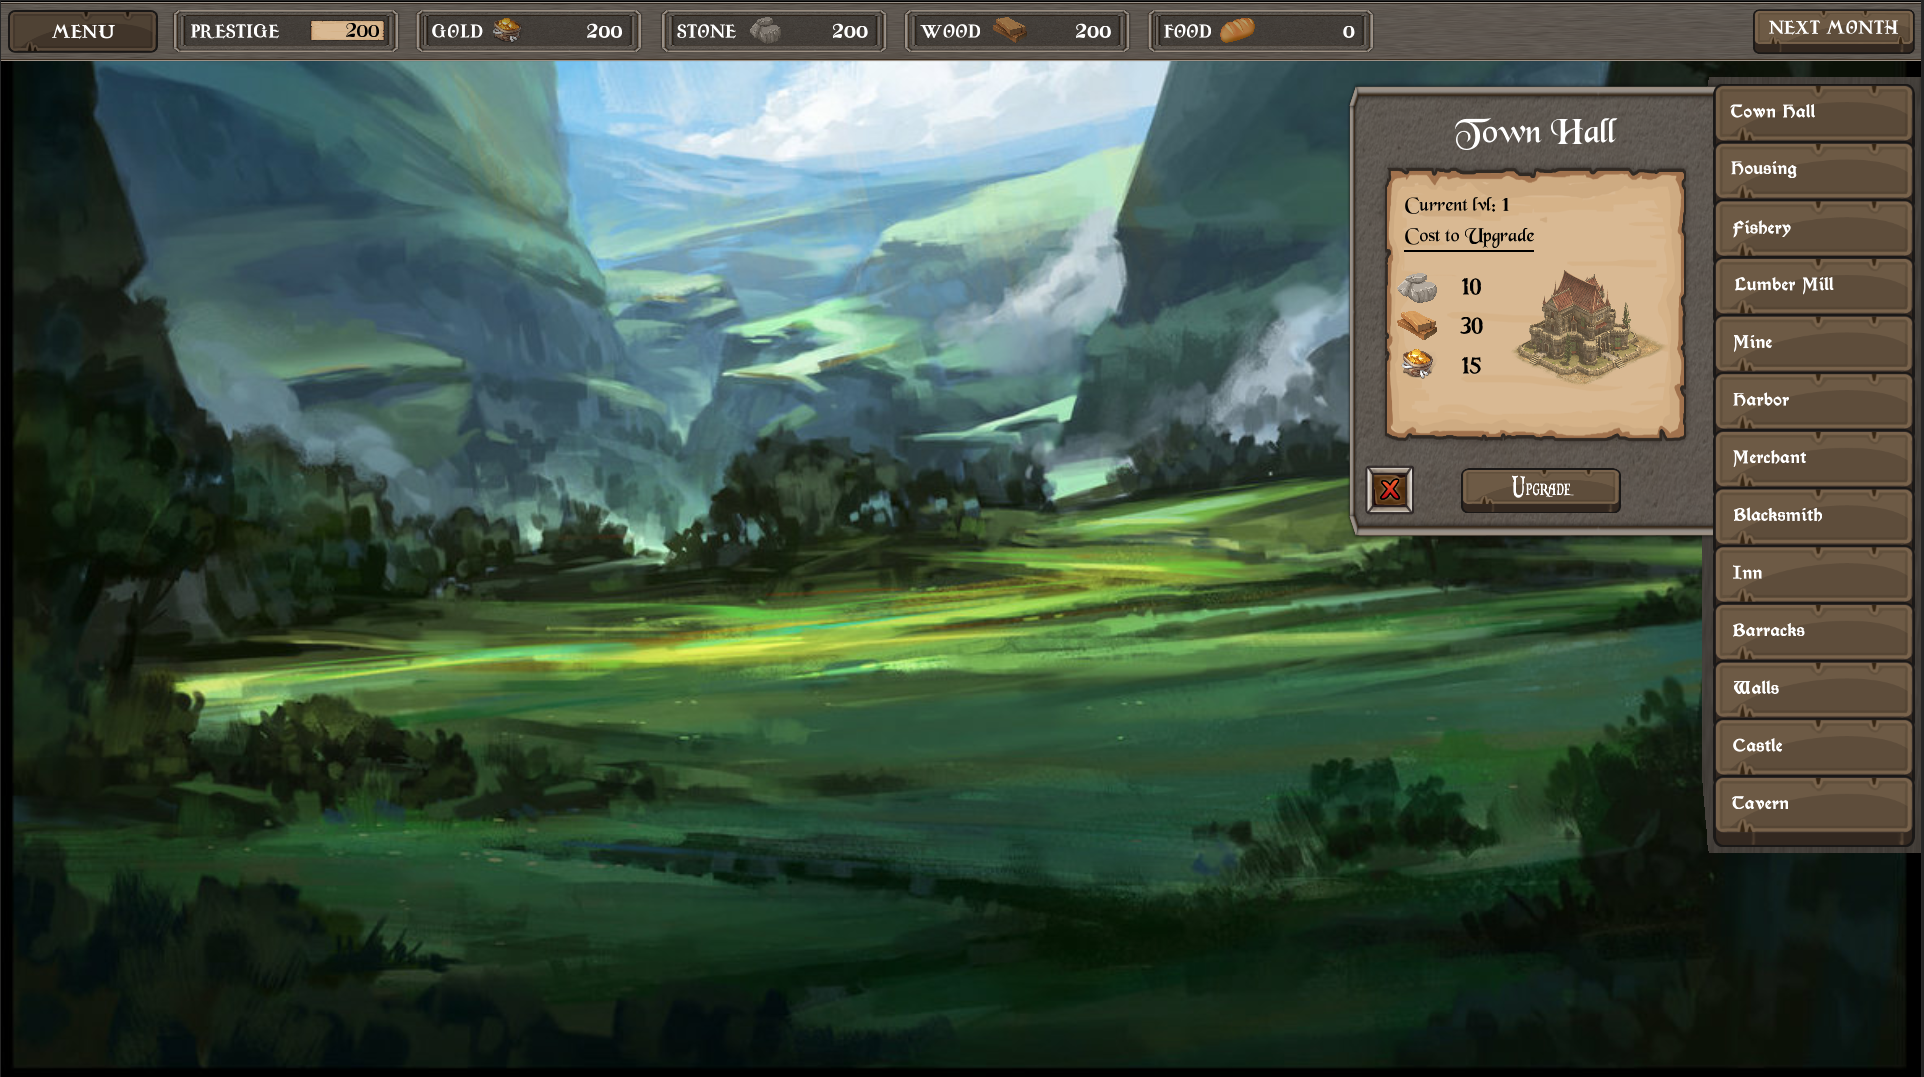 MENU
PRESTIGE 200
GOLD 200
STONE 200
WOOD 200
FOOD 0
NEXT MONTH
Town Hall
Current lvl: 1
Cost to Upgrade
10
30
15
Upgrade
Town Hall
Housing
Fishery
Lumber Mill
Mine
Harbor
Merchant
Blacksmith
Inn
Barracks
Walls
Castle
Tavern